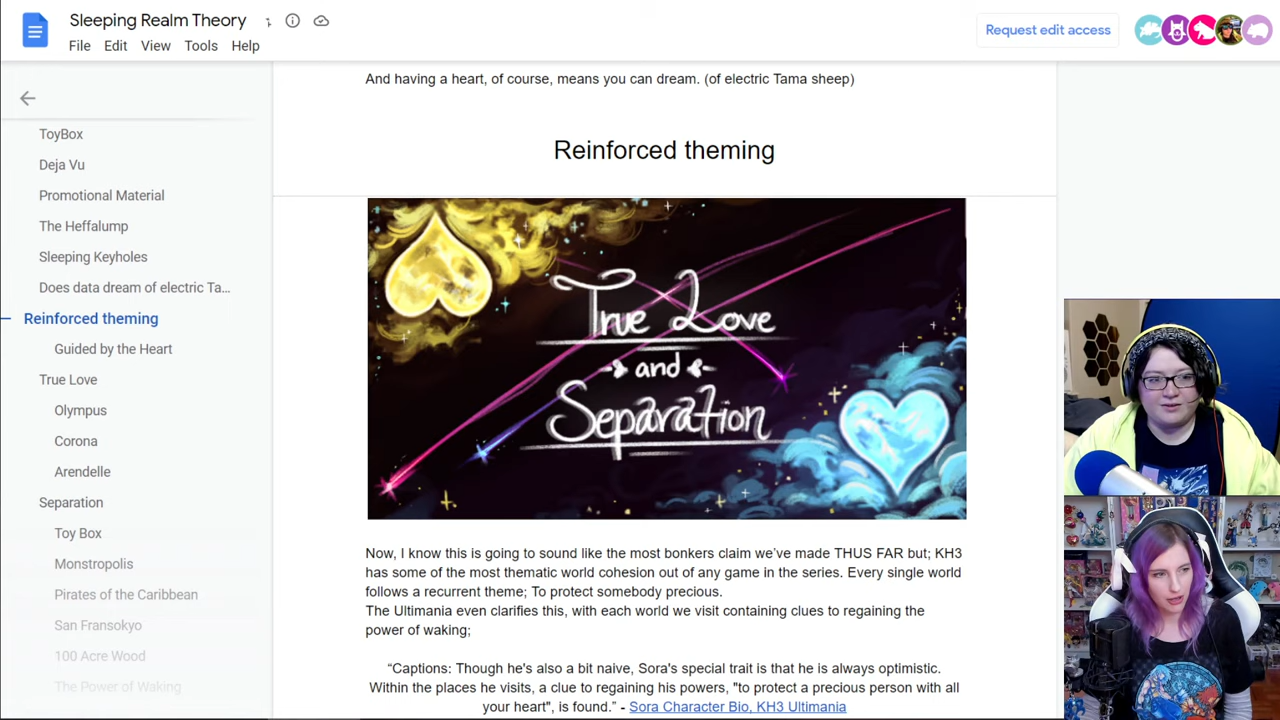 Sleeping Realm Theory
File Edit View Tools Help
Request edit access
ToyBox
Deja Vu
Promotional Material
The Heffalump
Sleeping Keyholes
Does data dream of electric Ta...
Reinforced theming
Guided by the Heart
True Love
Olympus
Corona
Arendelle
Separation
Toy Box
Monstropolis
Pirates of the Caribbean
San Fransokyo
100 Acre Wood
The Power of Waking
And having a heart, of course, means you can dream. (of electric Tama sheep)
Reinforced theming
True Love
and
Separation
Now, I know this is going to sound like the most bonkers claim we've made THUS FAR but; KH3
has some of the most thematic world cohesion out of any game in the series. Every single world
follows a recurrent theme; To protect somebody precious.
The Ultimania even clarifies this, with each world we visit containing clues to regaining the
power of waking;
“Captions: Though he's also a bit naive, Sora's special trait is that he is always optimistic.
Within the places he visits, a clue to regaining his powers, "to protect a precious person with all
your heart", is found.” - Sora Character Bio, KH3 Ultimania